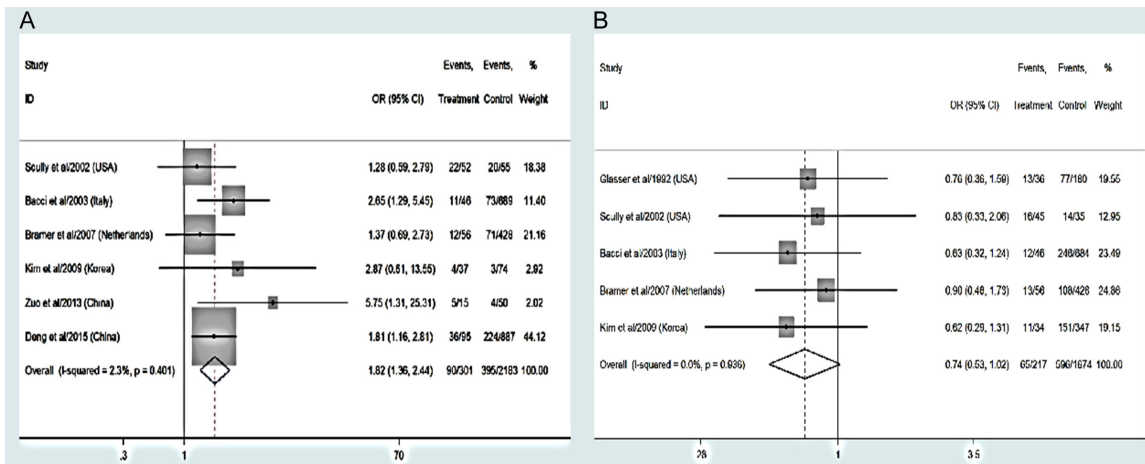 A
Study Events, Events, %
ID OR (95% CI) Treatment Control Weight
Scully et al/2002 (USA) 1.28 (0.59, 2.79) 22/52 20/55 18.38
Bacci et al/2003 (Italy) 2.65 (1.29, 5.45) 11/46 73/689 11.40
Bramer et al/2007 (Netherlands) 1.37 (0.69, 2.73) 12/56 71/428 21.16
Kim et al/2009 (Korea) 2.87 (0.61, 13.55) 4/37 3/74 2.92
Zuo et al/2013 (China) 5.75 (1.31, 25.31) 5/15 4/50 2.02
Deng et al/2015 (China) 1.81 (1.16, 2.81) 36/95 224/887 44.12
Overall (I-squared = 2.3%, p = 0.401) 1.82 (1.36, 2.44) 90/301 395/2183 100.00
.3 1 70
B
Study Events, Events, %
ID OR (95% CI) Treatment Control Weight
Glasser et al/1992 (USA) 0.76 (0.36, 1.59) 13/36 77/180 19.55
Scully et al/2002 (USA) 0.83 (0.33, 2.06) 16/45 14/35 12.95
Bacci et al/2003 (Italy) 0.63 (0.32, 1.24) 12/46 246/684 23.49
Bramer et al/2007 (Netherlands) 0.90 (0.46, 1.73) 13/56 108/428 24.86
Kim et al/2009 (Korea) 0.62 (0.29, 1.31) 11/34 151/347 19.15
Overall (I-squared = 0.0%, p = 0.936) 0.74 (0.53, 1.02) 65/217 596/1674 100.00
28 1 3.5